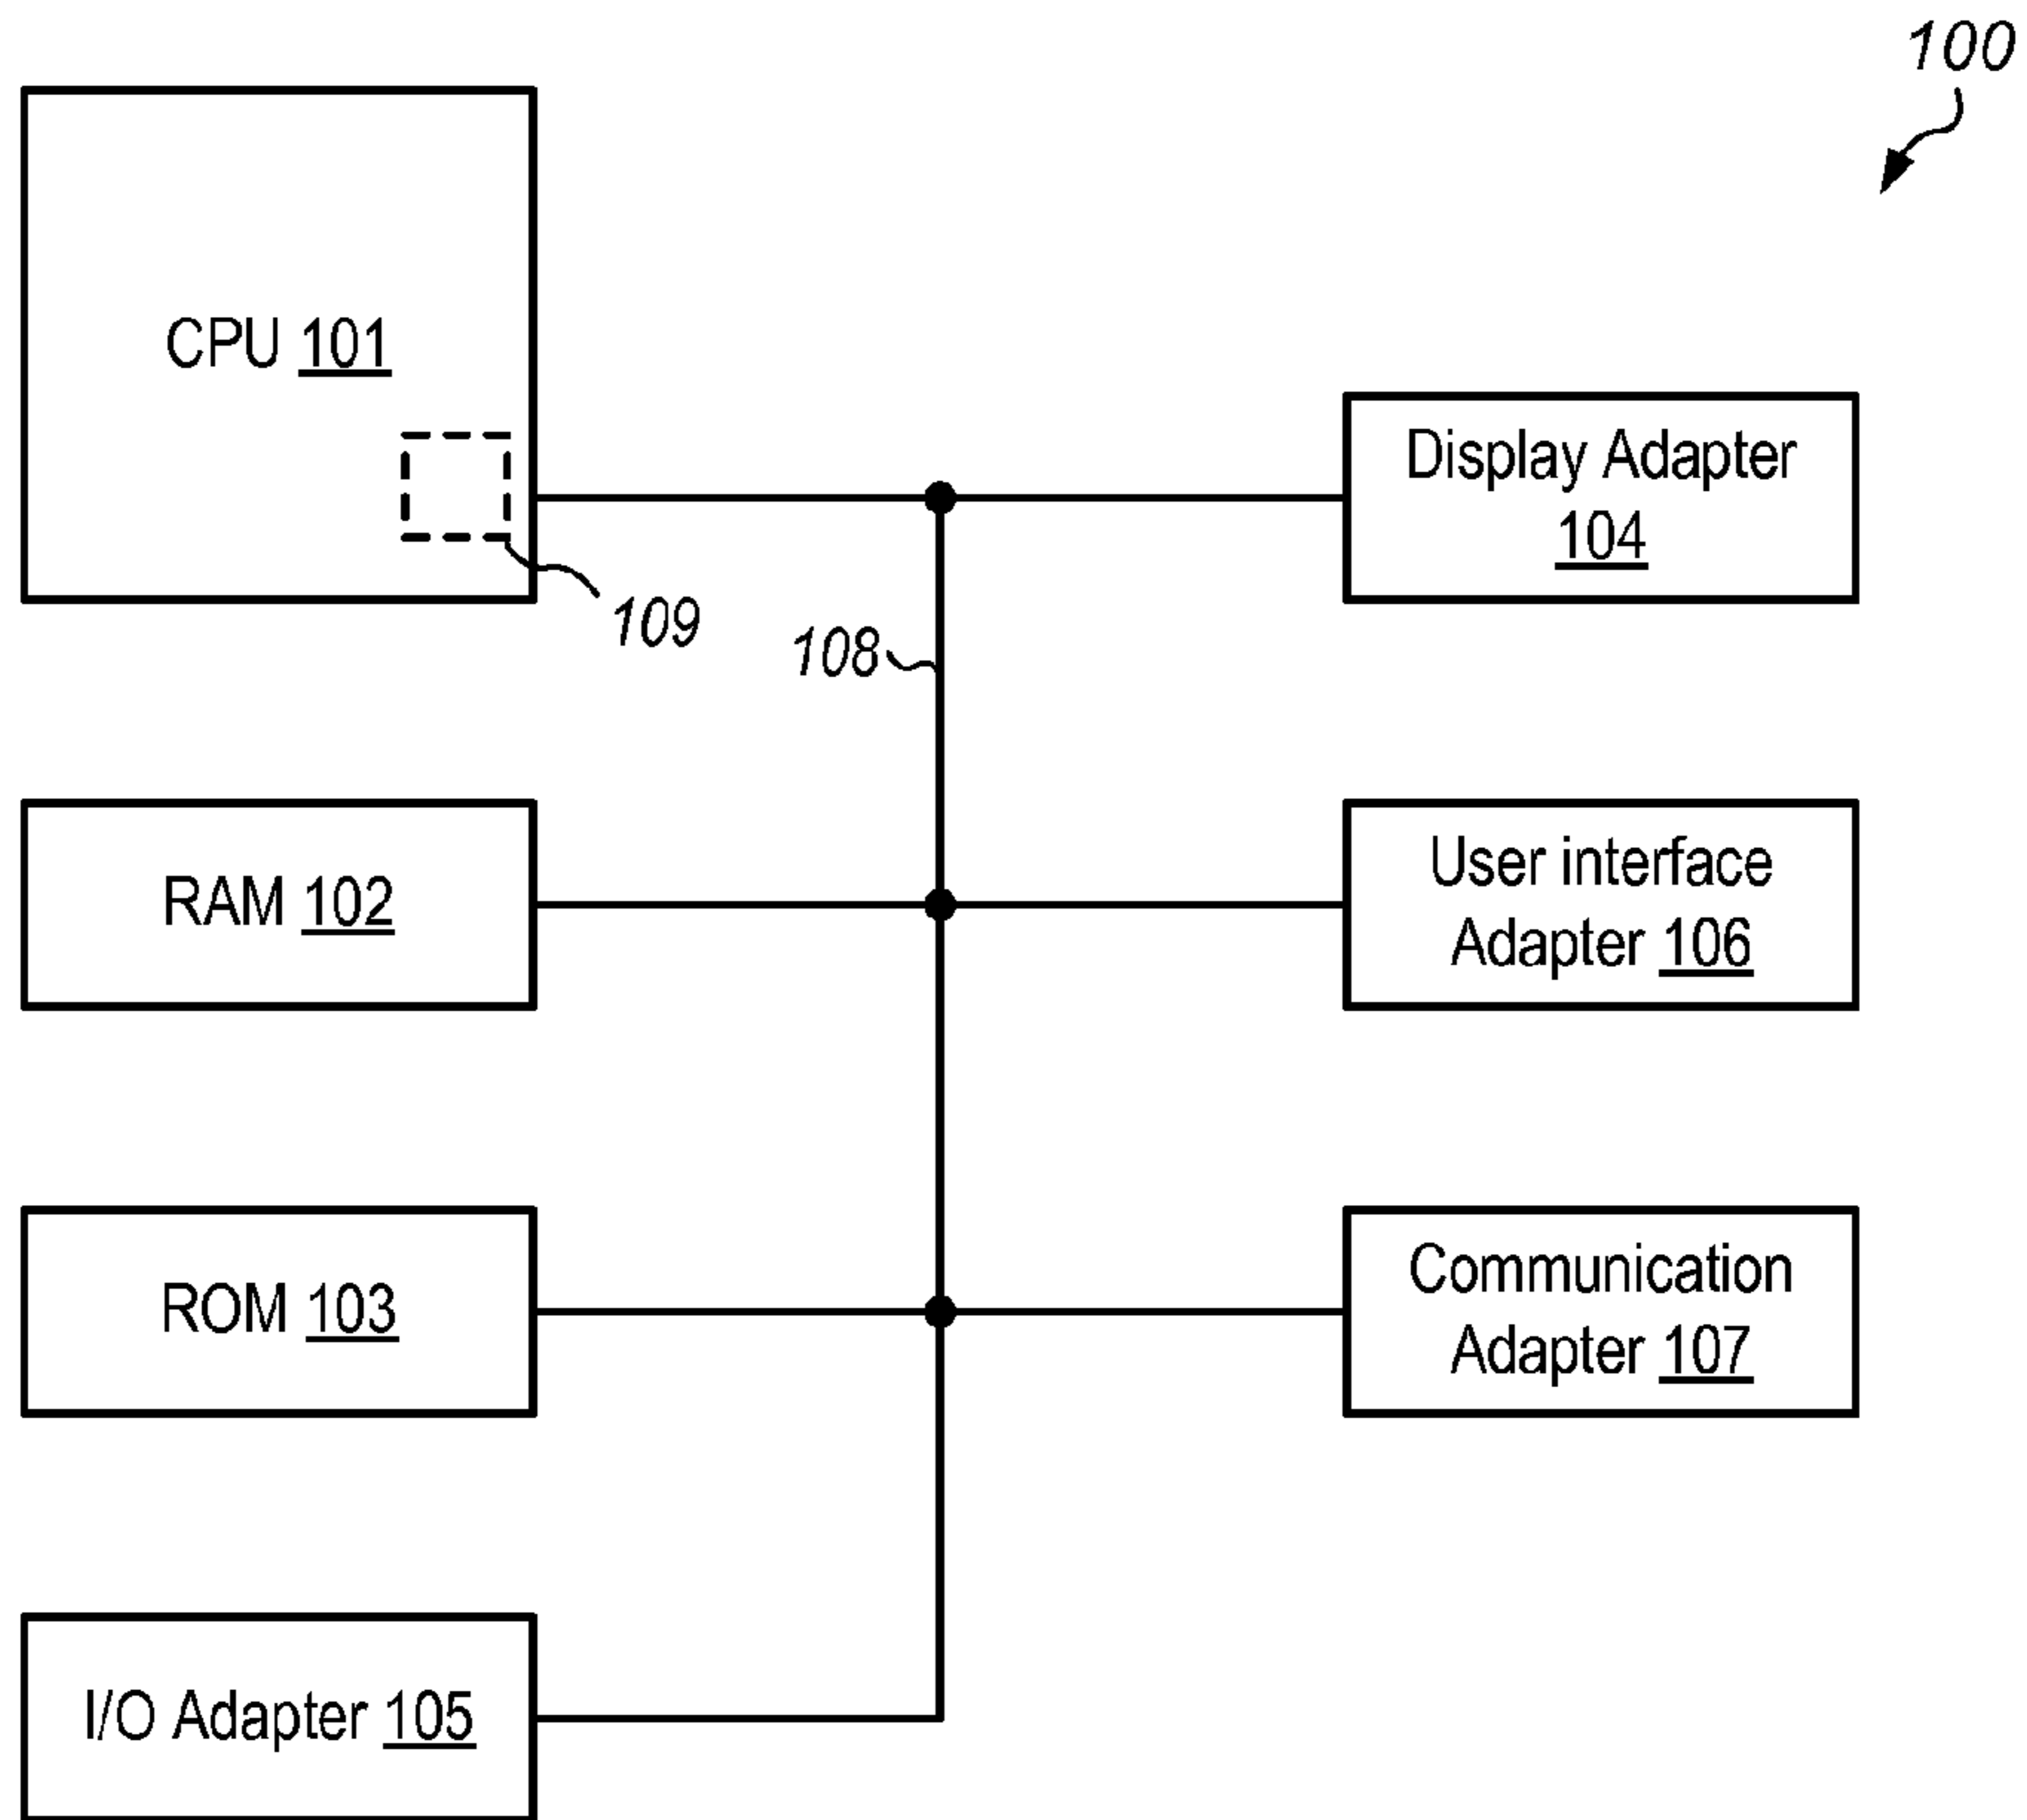 100
CPU 101
Display Adapter
104
109
108
RAM 102
User interface
Adapter 106
ROM 103
Communication
Adapter 107
I/O Adapter 105